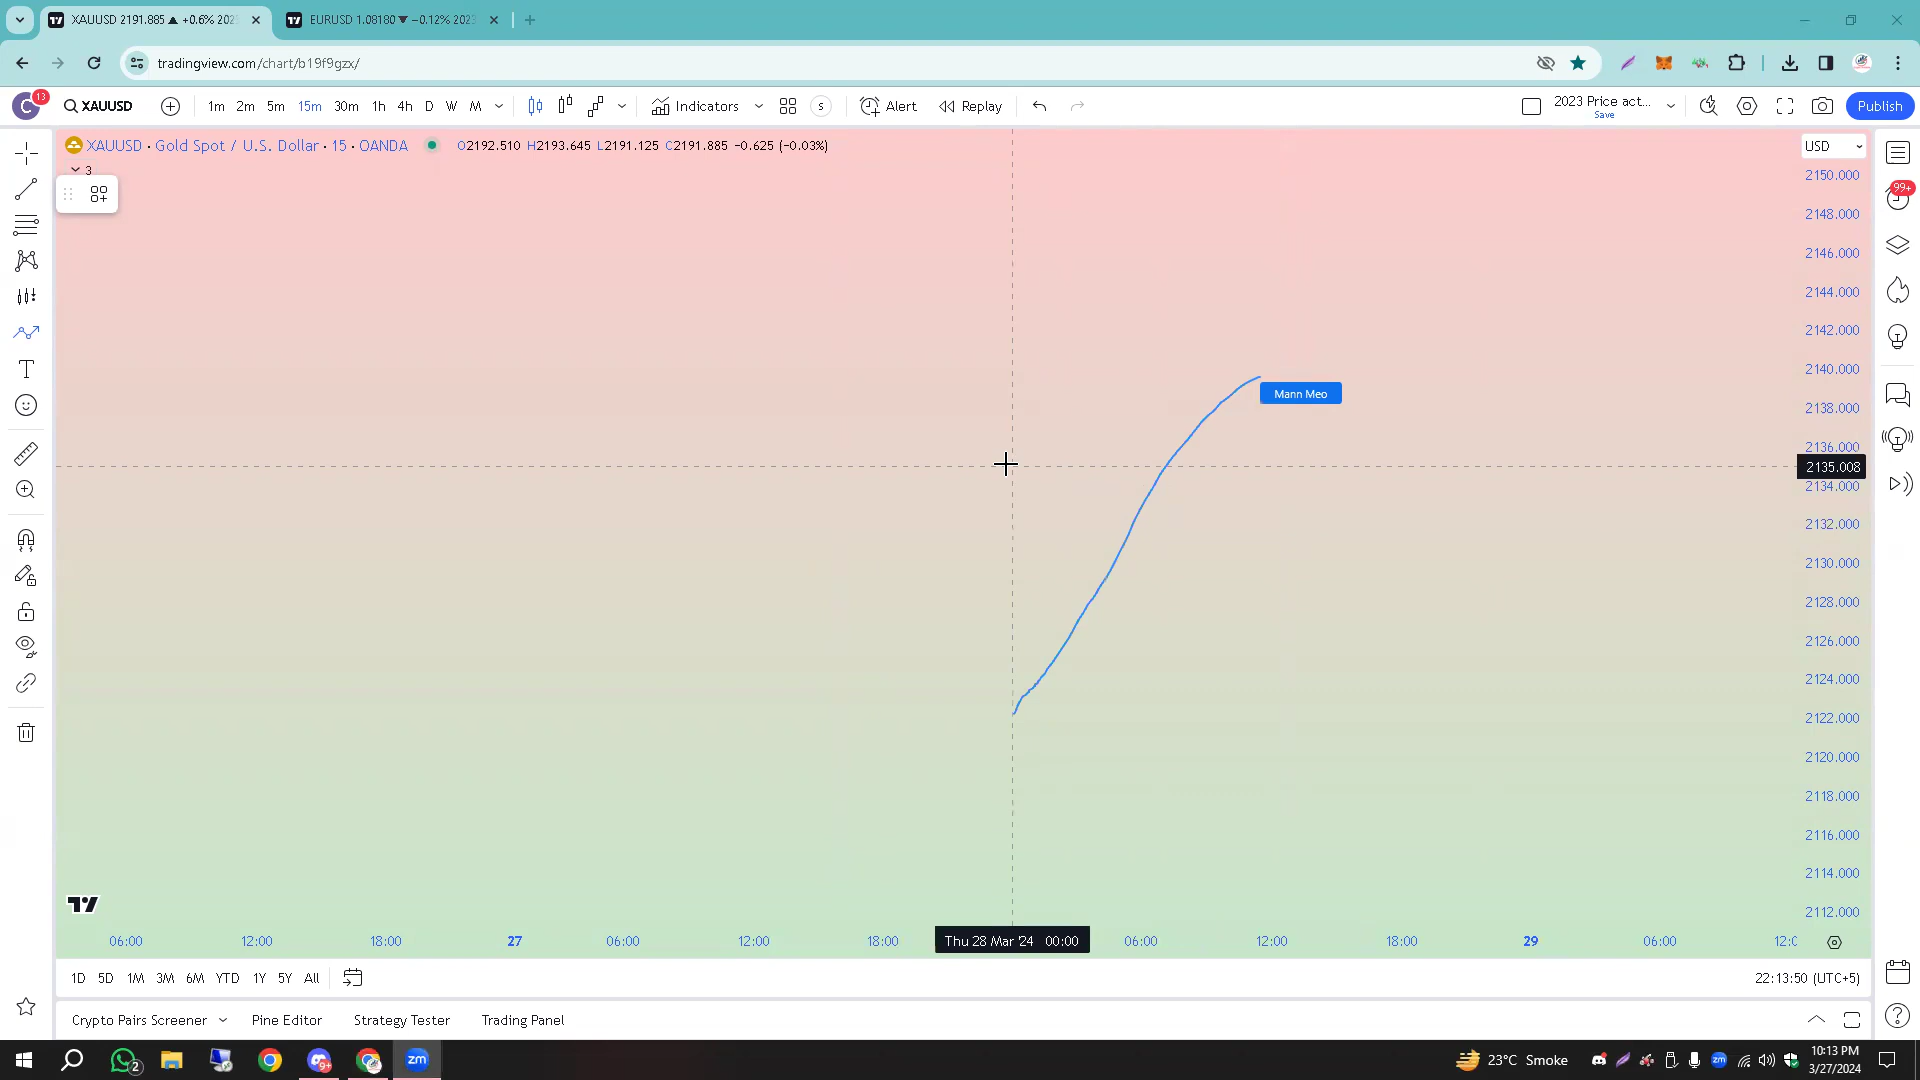 XAUUSD 2191.885 ▲ +0.6% 202
EURUSD 1.08180 ▼ −0.12% 202
tradingview.com/chart/b19f9gzx/
C 13 XAUUSD 1m 2m 5m 15m 30m 1h 4h D W M Indicators S Alert Replay 2023 Price act... Publish
Save
XAUUSD · Gold Spot / U.S. Dollar · 15 · OANDA O2192.510 H2193.645 L2191.125 C2191.885 −0.625 (−0.03%) USD
3
2150.000
99+
2148.000
2146.000
2144.000
2142.000
2140.000
Mann Meo
2138.000
2136.000
2135.008
2134.000
2132.000
2130.000
2128.000
2126.000
2124.000
2122.000
2120.000
2118.000
2116.000
2114.000
2112.000
06:00 12:00 18:00 27 06:00 12:00 18:00 Thu 28 Mar '24 00:00 06:00 12:00 18:00 29 06:00
1D 5D 1M 3M 6M YTD 1Y 5Y All 22:13:50 (UTC+5)
Crypto Pairs Screener Pine Editor Strategy Tester Trading Panel
2 9+ zm 23°C Smoke zm 10:13 PM
3/27/2024